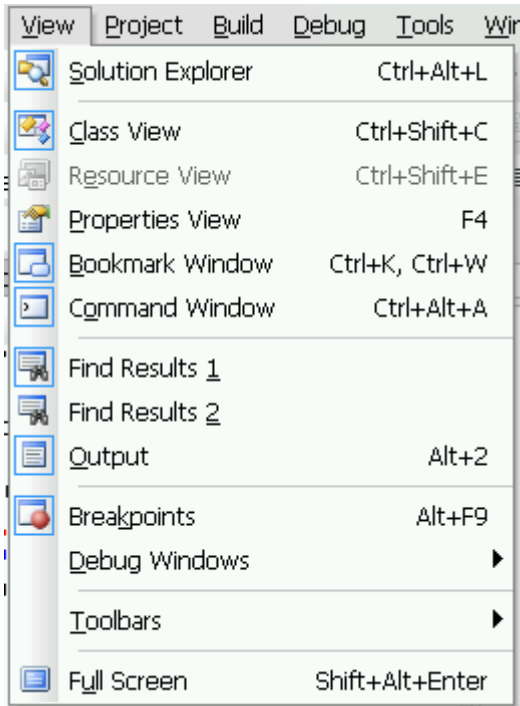 View Project Build Debug Tools
Solution Explorer Ctrl+Alt+L
Class View Ctrl+Shift+C
Resource View Ctrl+Shift+E
Properties View F4
Bookmark Window Ctrl+K, Ctrl+W
Command Window Ctrl+Alt+A
Find Results 1
Find Results 2
Output Alt+2
Breakpoints Alt+F9
Debug Windows
Toolbars
Full Screen Shift+Alt+Enter